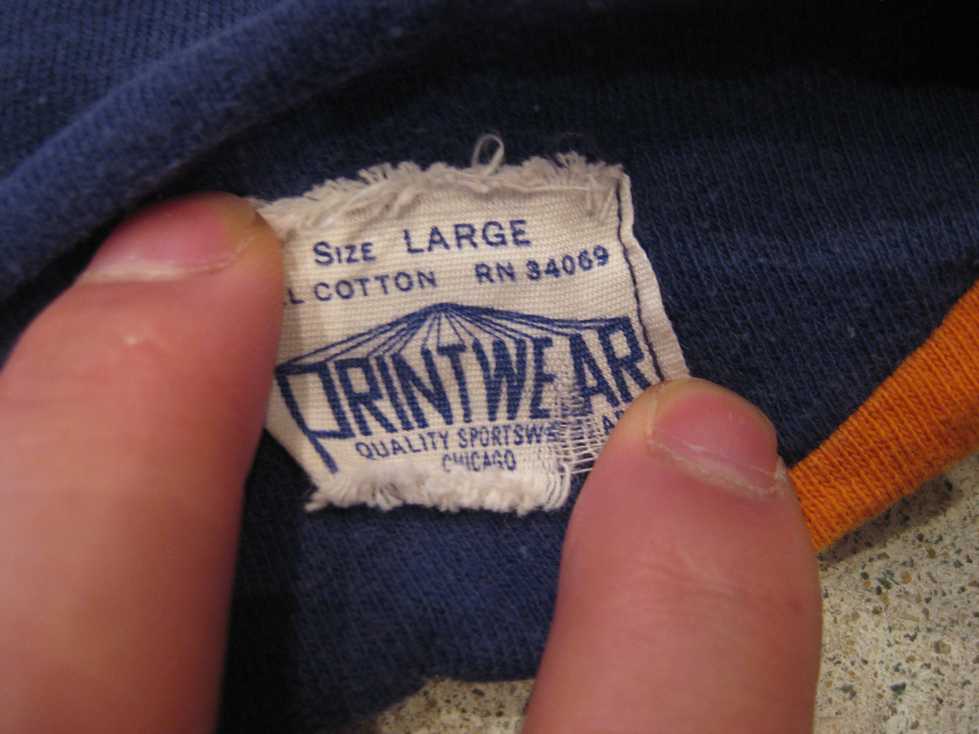 SIZE LARGE
COTTON RN 34069
PRINTWEAR
QUALITY
CHICAGO